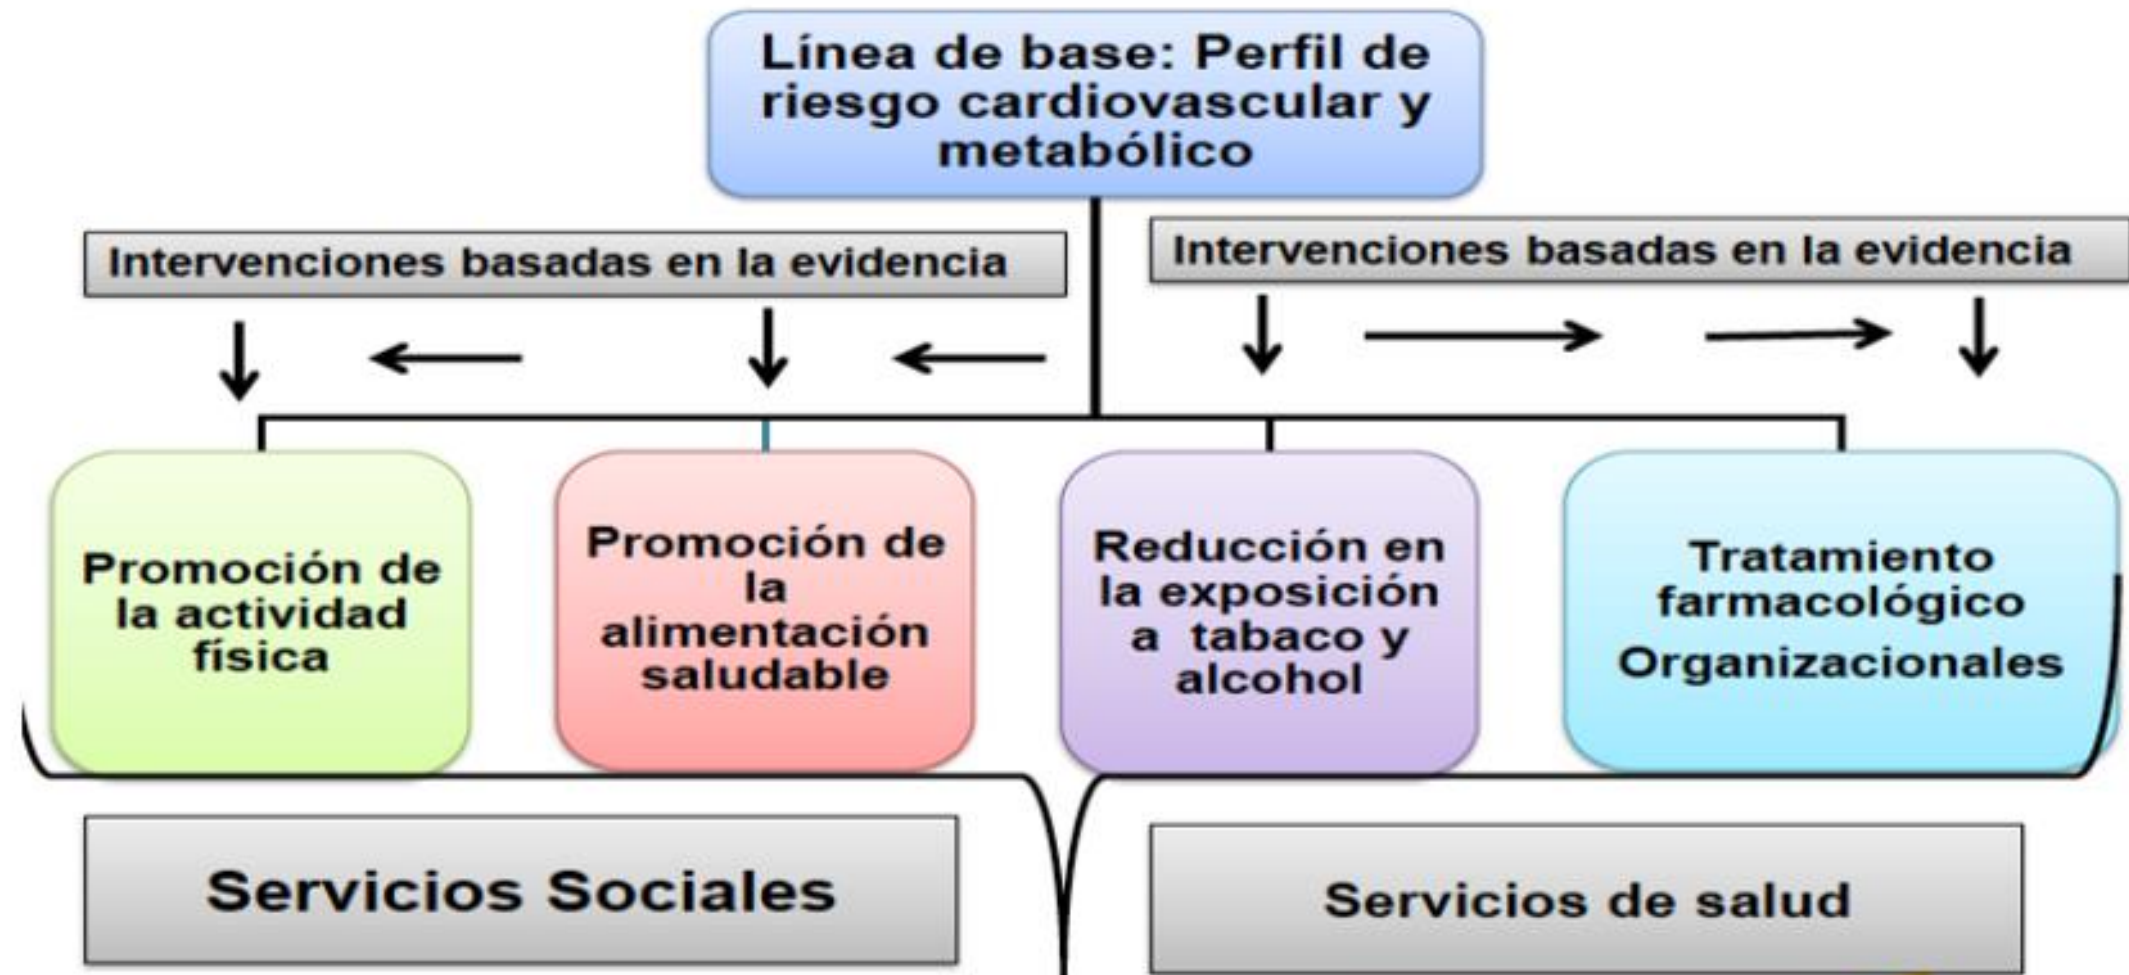 Línea de base: Perfil de
riesgo cardiovascular y
metabólico
Intervenciones basadas en la evidencia
Intervenciones basadas en la evidencia
Promoción de
la actividad
física
Promoción de
la
alimentación
saludable
Reducción en
la exposición
a tabaco y
alcohol
Tratamiento
farmacológico
Organizacionales
Servicios Sociales
Servicios de salud